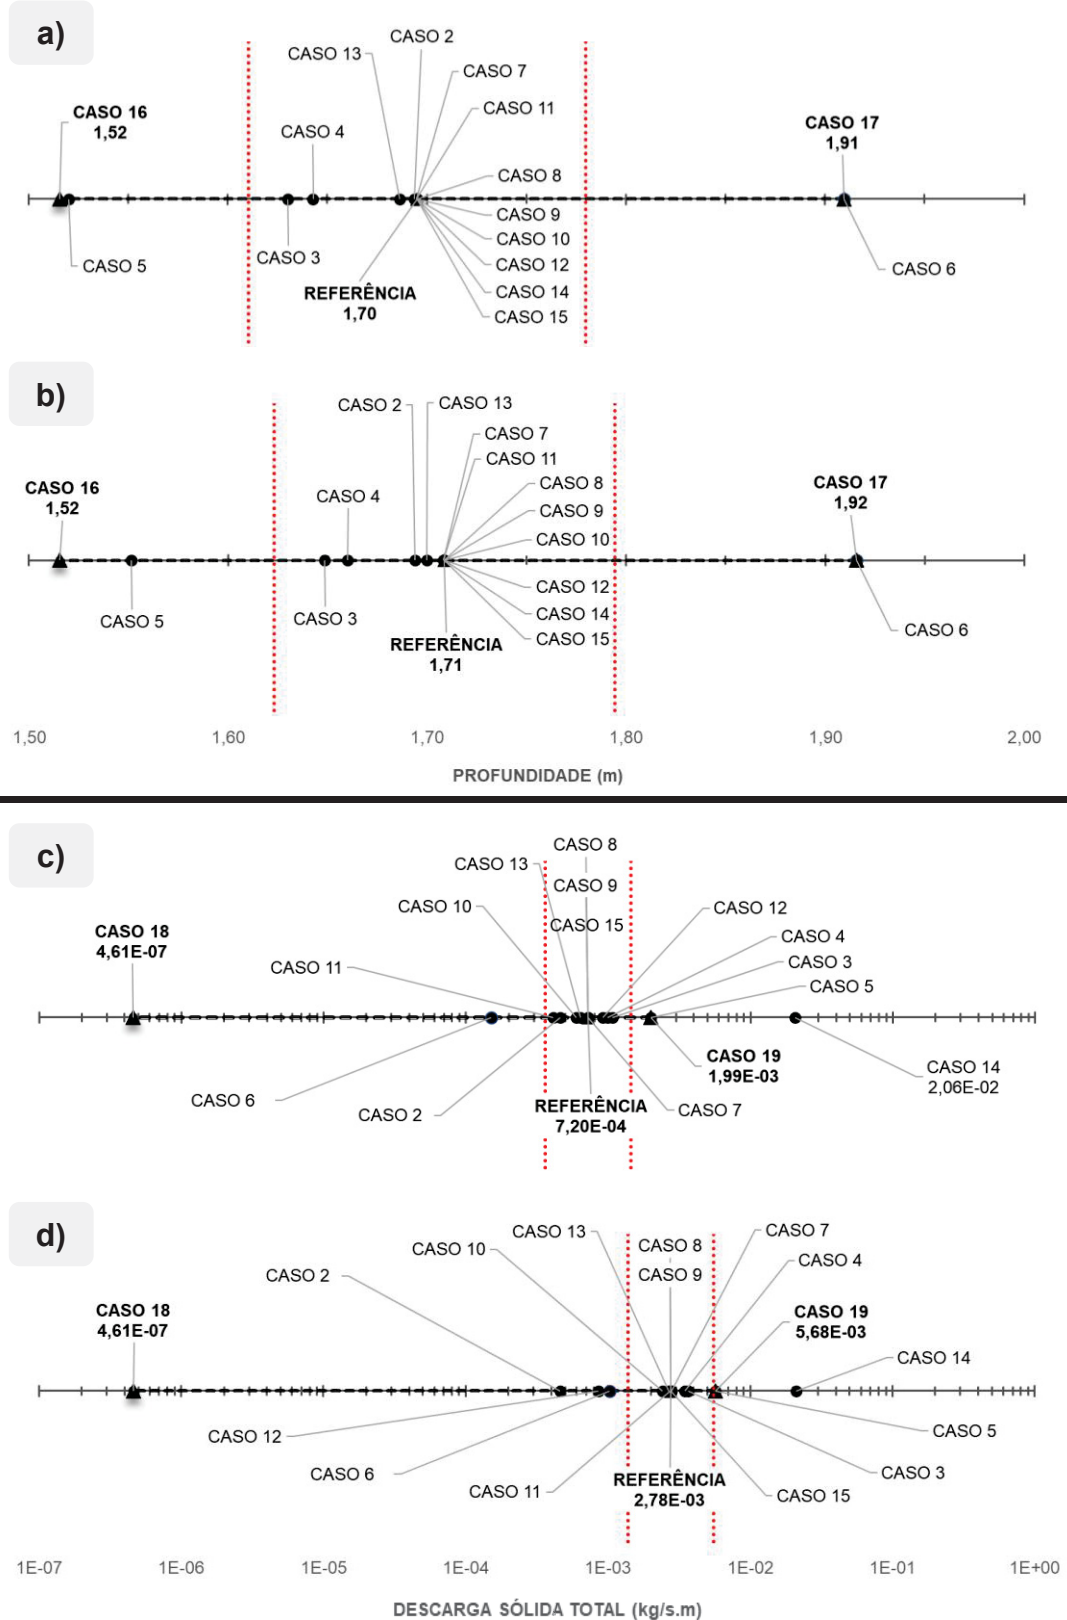 a)
CASO 2
CASO 13
CASO 7
CASO 16
1,52
CASO 11
CASO 4
CASO 17
1,91
CASO 8
CASO 9
CASO 10
CASO 3
CASO 5
CASO 12
CASO 6
REFERÊNCIA
1,70
CASO 14
CASO 15
b)
CASO 2
CASO 13
CASO 7
CASO 11
CASO 16
1,52
CASO 4
CASO 8
CASO 17
1,92
CASO 9
CASO 10
CASO 12
CASO 5
CASO 3
CASO 14
CASO 6
REFERÊNCIA
1,71
CASO 15
1,50 1,60 1,70 1,80 1,90 2,00
PROFUNDIDADE (m)
c)
CASO 8
CASO 13
CASO 9
CASO 10
CASO 12
CASO 18
4,61E-07
CASO 15
CASO 4
CASO 11
CASO 3
CASO 5
CASO 19
1,99E-03
CASO 14
2,06E-02
CASO 6
CASO 2
REFERÊNCIA
7,20E-04
CASO 7
d)
CASO 13
CASO 7
CASO 10
CASO 8
CASO 4
CASO 2
CASO 9
CASO 18
4,61E-07
CASO 19
5,68E-03
CASO 14
CASO 12
CASO 5
CASO 6
CASO 3
CASO 11
REFERÊNCIA
2,78E-03
CASO 15
1E-07 1E-06 1E-05 1E-04 1E-03 1E-02 1E-01 1E+00
DESCARGA SÓLIDA TOTAL (kg/s.m)